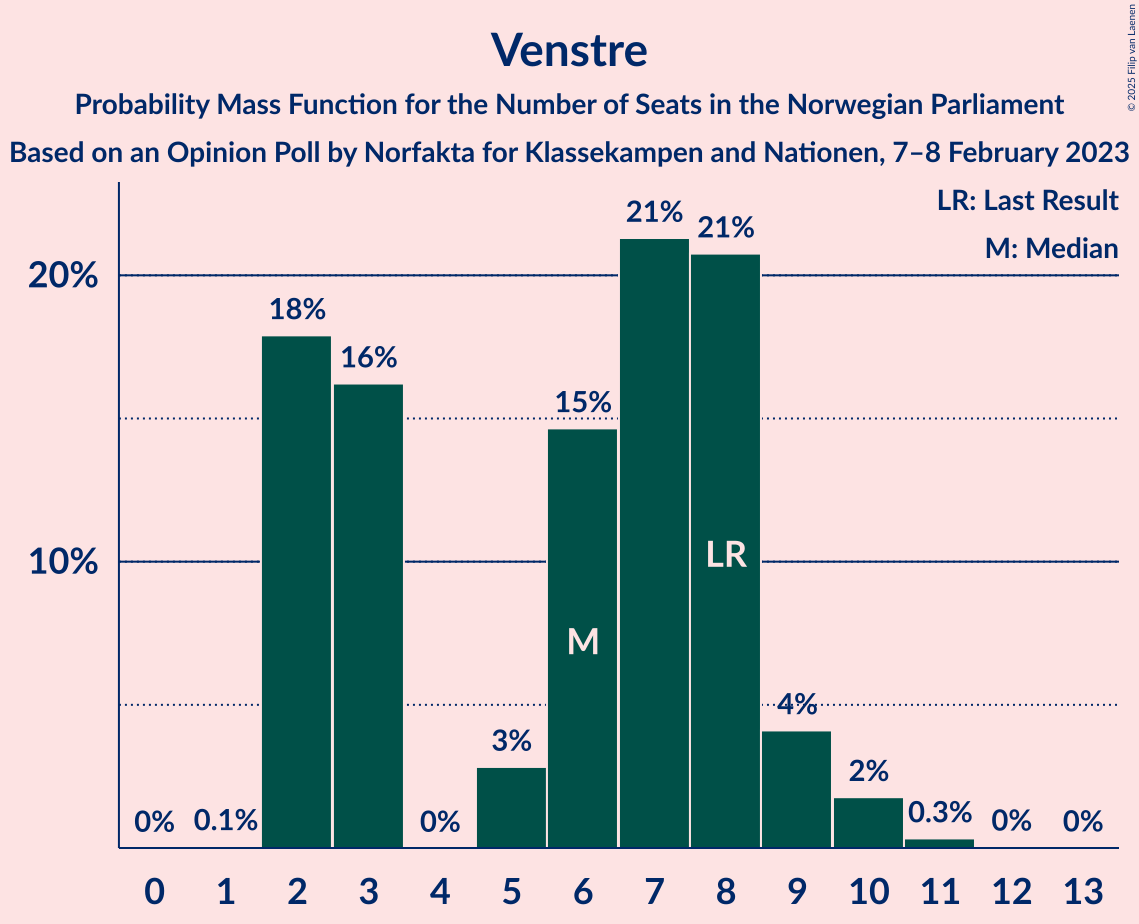 Venstre
Probability Mass Function for the Number of Seats in the Norwegian Parliament
Based on an Opinion Poll by Norfakta for Klassekampen and Nationen, 7–8 February 2023
© 2025 Filip van Laenen
LR: Last Result
M: Median
20%
10%
0%
0.1%
18%
16%
0%
3%
15%
21%
21%
4%
2%
0.3%
0%
0%
M
LR
0 1 2 3 4 5 6 7 8 9 10 11 12 13